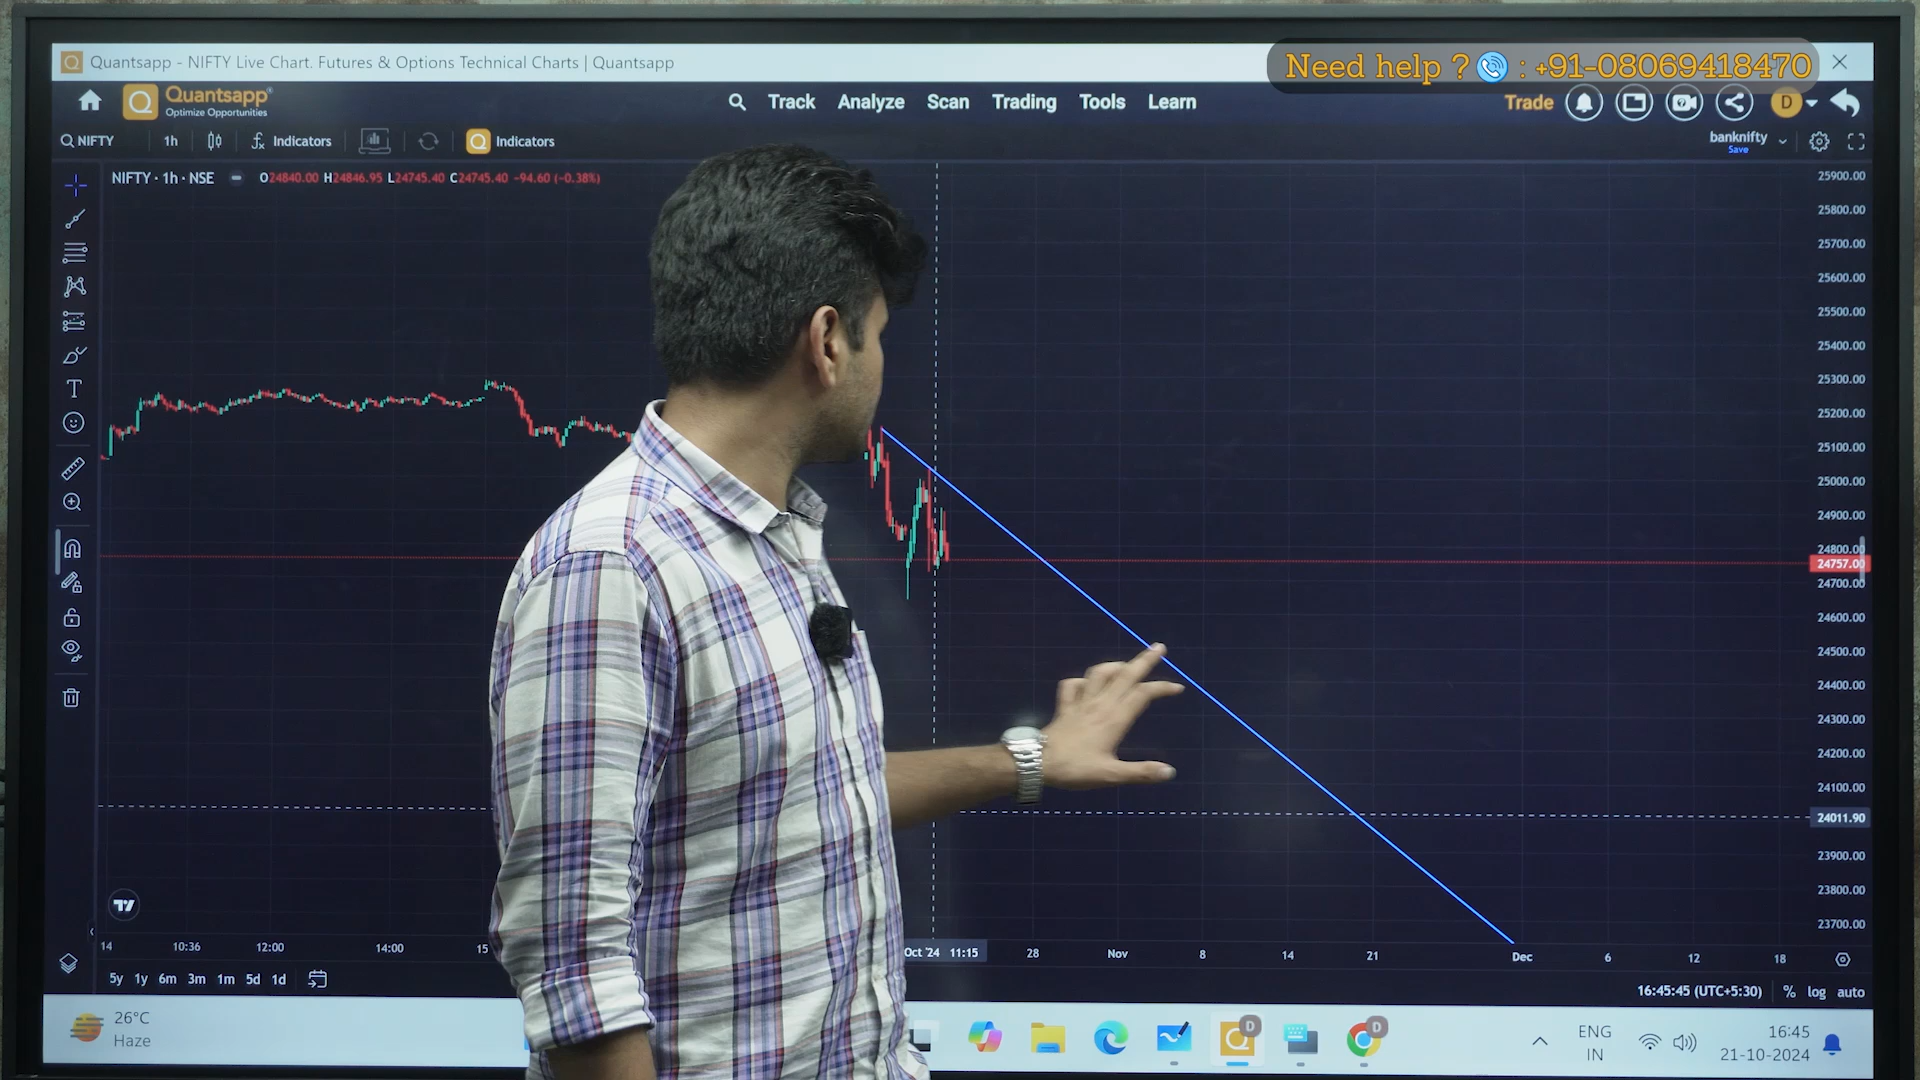 Quantsapp - NIFTY Live Chart. Futures & Options Technical Charts | Quantsapp
Need help ? : +91-08069418470
Quantsapp
Optimize Opportunities
Track Analyze Scan Trading Tools Learn
Trade
D
NIFTY 1h Indicators Indicators
banknifty
Save
NIFTY · 1h · NSE O24840.00 H24846.95 L24745.40 C24745.40 -94.60 (-0.38%)
25900.00
25800.00
25700.00
25600.00
25500.00
25400.00
25300.00
25200.00
25100.00
25000.00
24900.00
24800.00
24757.00
24700.00
24600.00
24500.00
24400.00
24300.00
24200.00
24100.00
24011.90
23900.00
23800.00
23700.00
14 10:36 12:00 14:00 15 Oct '24 11:15 28 Nov 8 14 21 Dec 6 12 18
5y 1y 6m 3m 1m 5d 1d
16:45:45 (UTC+5:30) % log auto
26°C
Haze
D
D
ENG
IN
16:45
21-10-2024